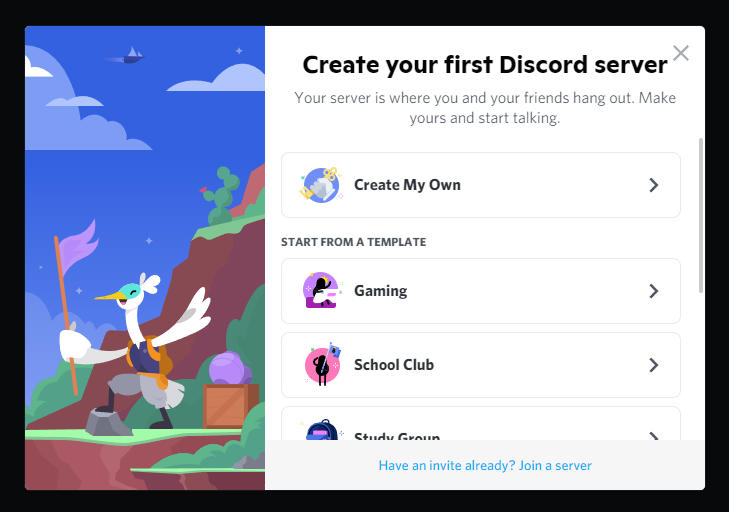 Create your first Discord server
Your server is where you and your friends hang out. Make
yours and start talking.
Create My Own
START FROM A TEMPLATE
Gaming
School Club
Study Group
Have an invite already? Join a server